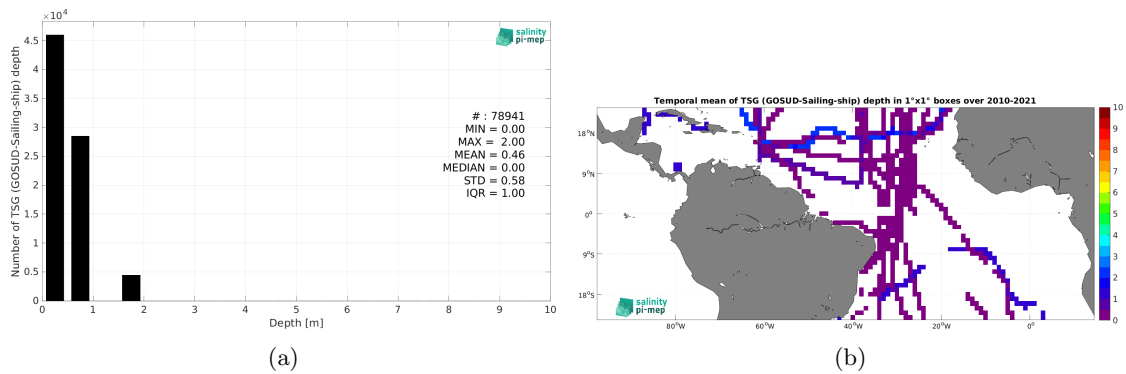 ×10⁴
4.5
4
3.5
3
2.5
2
1.5
1
0.5
0
Number of TSG (GOSUD-Sailing-ship) depth
salinity
pi-mep
# : 78941
MIN = 0.00
MAX = 2.00
MEAN = 0.46
MEDIAN = 0.00
STD = 0.58
IQR = 1.00
0 1 2 3 4 5 6 7 8 9 10
Depth [m]
(a)
Temporal mean of TSG (GOSUD-Sailing-ship) depth in 1°x1° boxes over 2010-2021
18°N
9°N
0°
9°S
18°S
salinity
pi-mep
80°W 60°W 40°W 20°W 0°
10
9
8
7
6
5
4
3
2
1
0
(b)